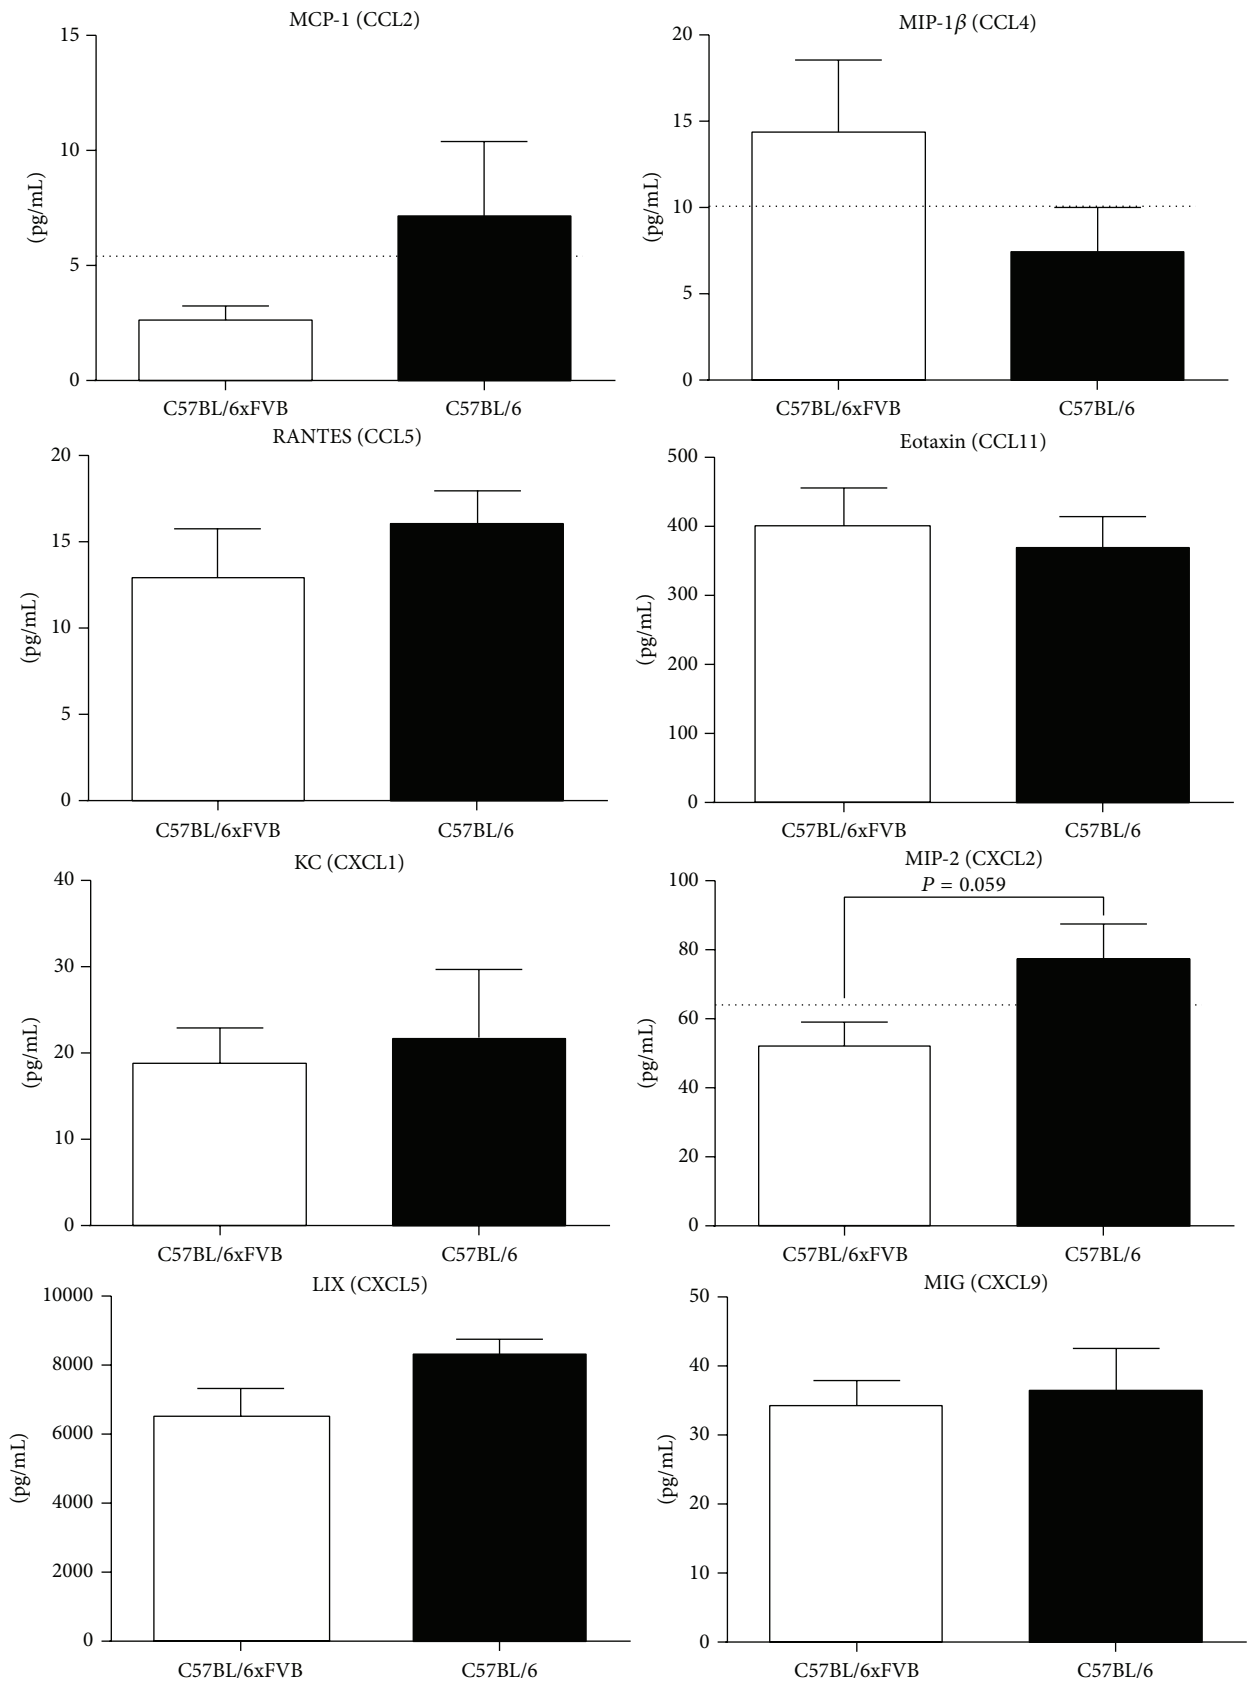 MCP-1 (CCL2)
15
10
5
0
(pg/mL)
C57BL/6xFVB
C57BL/6
MIP-1β (CCL4)
20
15
10
5
0
(pg/mL)
C57BL/6xFVB
C57BL/6
RANTES (CCL5)
20
15
10
5
0
(pg/mL)
C57BL/6xFVB
C57BL/6
Eotaxin (CCL11)
500
400
300
200
100
0
(pg/mL)
C57BL/6xFVB
C57BL/6
KC (CXCL1)
40
30
20
10
0
(pg/mL)
C57BL/6xFVB
C57BL/6
MIP-2 (CXCL2)
P = 0.059
100
80
60
40
20
0
(pg/mL)
C57BL/6xFVB
C57BL/6
LIX (CXCL5)
10000
8000
6000
4000
2000
0
(pg/mL)
C57BL/6xFVB
C57BL/6
MIG (CXCL9)
50
40
30
20
10
0
(pg/mL)
C57BL/6xFVB
C57BL/6